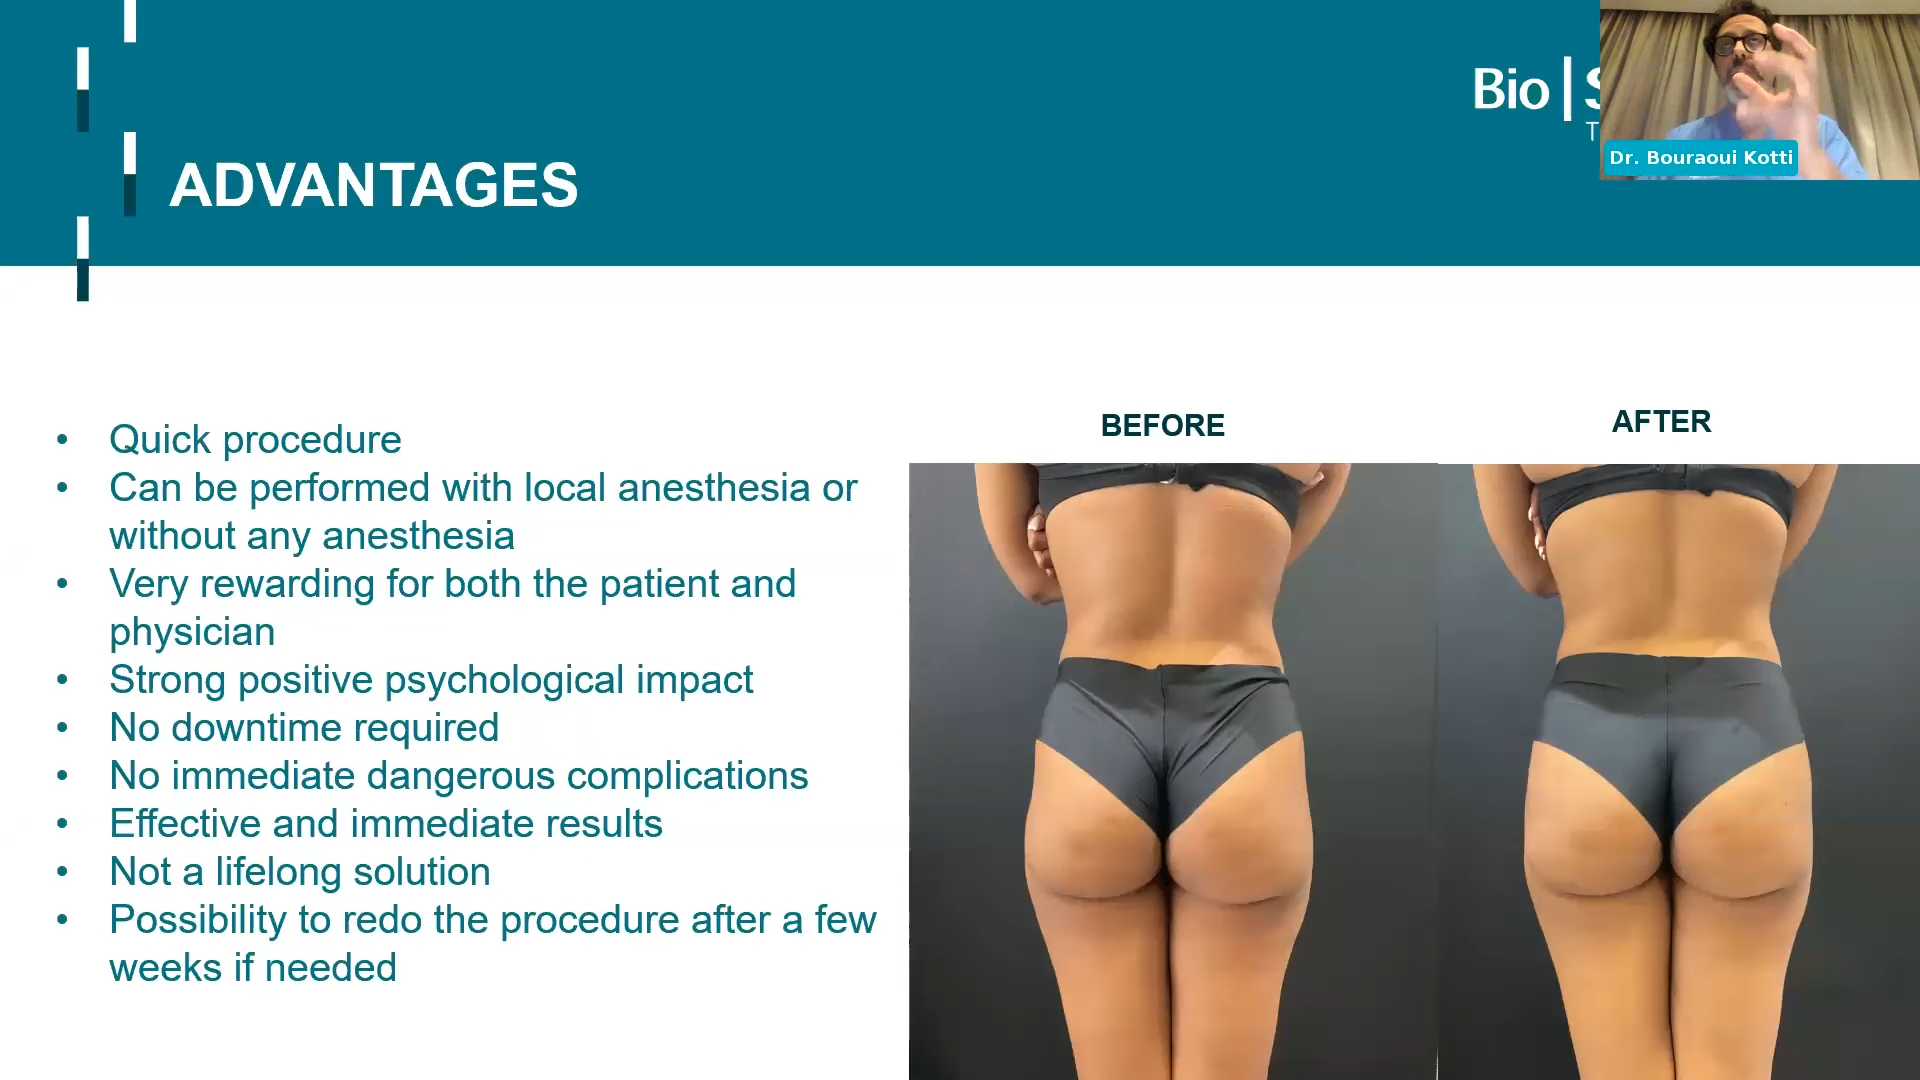 Bio
Dr. Bouraoui Kotti
ADVANTAGES
• Quick procedure
• Can be performed with local anesthesia or
without any anesthesia
• Very rewarding for both the patient and
physician
• Strong positive psychological impact
• No downtime required
• No immediate dangerous complications
• Effective and immediate results
• Not a lifelong solution
• Possibility to redo the procedure after a few
weeks if needed
BEFORE
AFTER